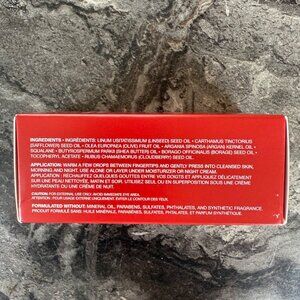 INGREDIENTS - INGRÉDIENTS: LINUM USITATISSIMUM (LINSEED) SEED OIL • CARTHAMUS TINCTORIUS
(SAFFLOWER) SEED OIL • OLEA EUROPAEA (OLIVE) FRUIT OIL • ARGANIA SPINOSA (ARGAN) KERNEL OIL •
SQUALANE • BUTYROSPERMUM PARKII (SHEA BUTTER) OIL • BORAGO OFFICINALIS (BORAGE) SEED OIL •
TOCOPHERYL ACETATE • RUBUS CHAMAEMORUS (CLOUDBERRY) SEED OIL.
APPLICATION: WARM A FEW DROPS BETWEEN FINGERTIPS AND GENTLY PRESS INTO CLEANSED SKIN,
MORNING AND NIGHT. USE ALONE OR LAYER UNDER MOISTURIZER OR NIGHT CREAM.
APPLICATION : RÉCHAUFFEZ QUELQUES GOUTTES ENTRE VOS DOIGTS ET APPLIQUEZ DÉLICATEMENT
SUR UNE PEAU NETTOYÉE, MATIN ET SOIR. UTILISEZ SEUL OU EN SUPERPOSITION SOUS UNE CRÈME HYDRATANTE
OU UNE CRÈME DE NUIT.
CAUTION: FOR EXTERNAL USE ONLY. AVOID IMMEDIATE EYE AREA.
ATTENTION : POUR USAGE EXTERNE UNIQUEMENT. ÉVITER LE CONTOUR DES YEUX.
FORMULATED WITHOUT: MINERAL OIL, PARABENS, SULFATES, PHTHALATES, AND SYNTHETIC FRAGRANCE.
PRODUIT FORMULÉ SANS : HUILE MINÉRALE, PARABÈNES, SULFATES, PHTALATES, ET PARFUM SYNTHÉTIQUE.